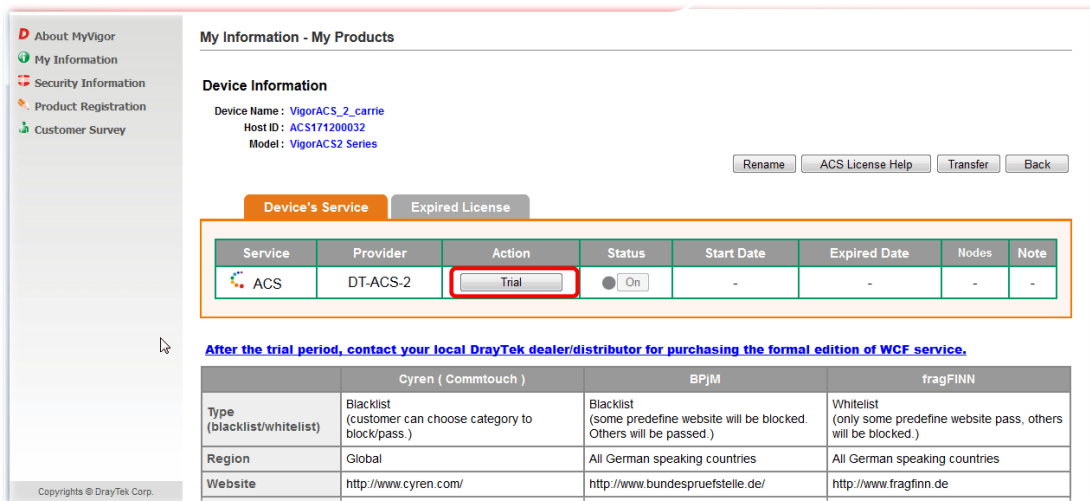 About MyVigor
My Information
Security Information
Product Registration
Customer Survey
My Information - My Products
Device Information
Device Name : VigorACS_2_carrie
Host ID : ACS171200032
Model : VigorACS2 Series
Rename ACS License Help Transfer Back
Device's Service Expired License
Service Provider Action Status Start Date Expired Date Nodes Note
ACS DT-ACS-2 Trial On - - - -
After the trial period, contact your local DrayTek dealer/distributor for purchasing the formal edition of WCF service.
Cyren ( Commtouch ) BPjM fragFINN
Type
(blacklist/whitelist)
Blacklist
(customer can choose category to
block/pass.)
Blacklist
(some predefine website will be blocked.
Others will be passed.)
Whitelist
(only some predefine website pass, others
will be blocked.)
Region Global All German speaking countries All German speaking countries
Website http://www.cyren.com/ http://www.bundespruefstelle.de/ http://www.fragfinn.de
Copyrights © DrayTek Corp.